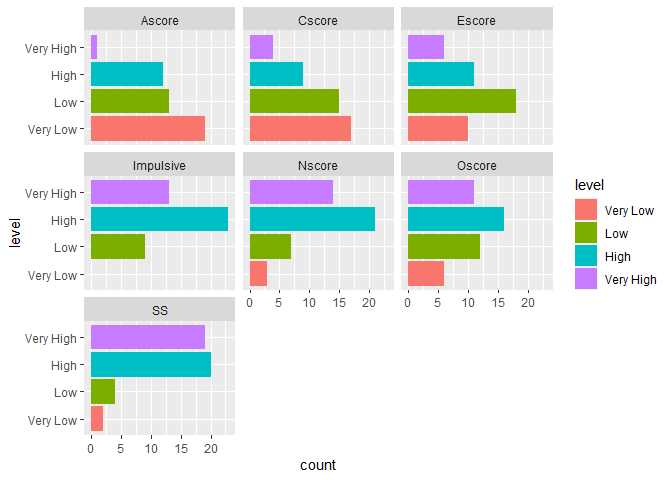 Ascore
Cscore
Escore
Very High
High
Low
Very Low
Impulsive
Nscore
Oscore
Very High
High
Low
Very Low
0 5 10 15 20
0 5 10 15 20
SS
Very High
High
Low
Very Low
0 5 10 15 20
count
level
level
Very Low
Low
High
Very High